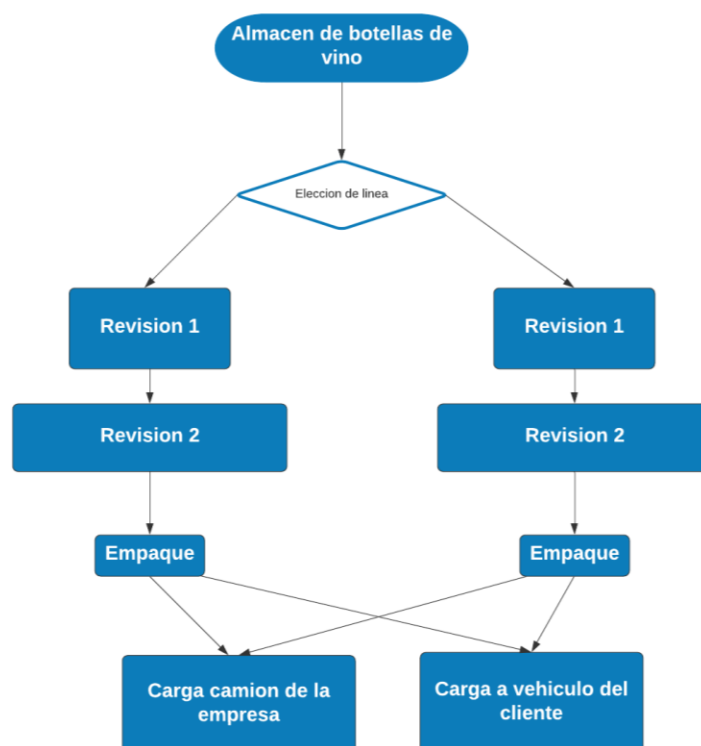 Almacen de botellas de
vino
Eleccion de linea
Revision 1
Revision 1
Revision 2
Revision 2
Empaque
Empaque
Carga camion de la
empresa
Carga a vehiculo del
cliente